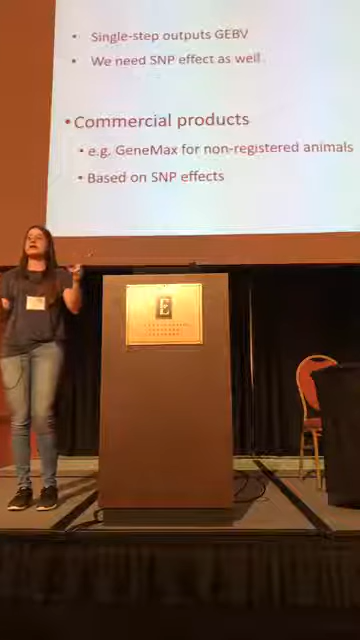 • Single-step outputs GEBV
• We need SNP effect as well
• Commercial products
• e.g. GeneMax for non-registered animals
• Based on SNP effects
E